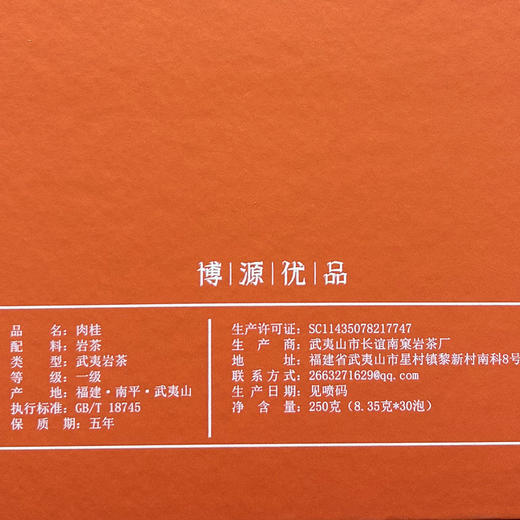 博|源|优|品
品名：肉桂
配料：岩茶
类型：武夷岩茶
等级：一级
产地：福建·南平·武夷山
执行标准：GB/T 18745
保质期：五年
生产许可证：SC11435078217747
生产商：武夷山市长谊南窠岩茶厂
地址：福建省武夷山市星村镇黎新村南科8号
联系方式：2663271629@qq.com
生产日期：见喷码
净含量：250克（8.35克*30泡）